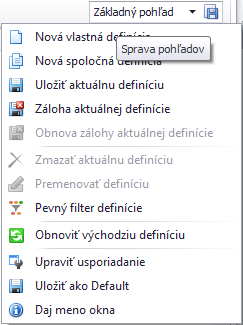 Základný pohľad
Nová vlastná definícia
Sprava pohľadov
Nová spoločná definícia
Uložiť aktuálnu definíciu
Záloha aktuálnej definície
Obnova zálohy aktuálnej definície
Zmazať aktuálnu definíciu
Premenovať definíciu
Pevný filter definície
Obnoviť východziu definíciu
Upraviť usporiadanie
Uložiť ako Default
Daj meno okna